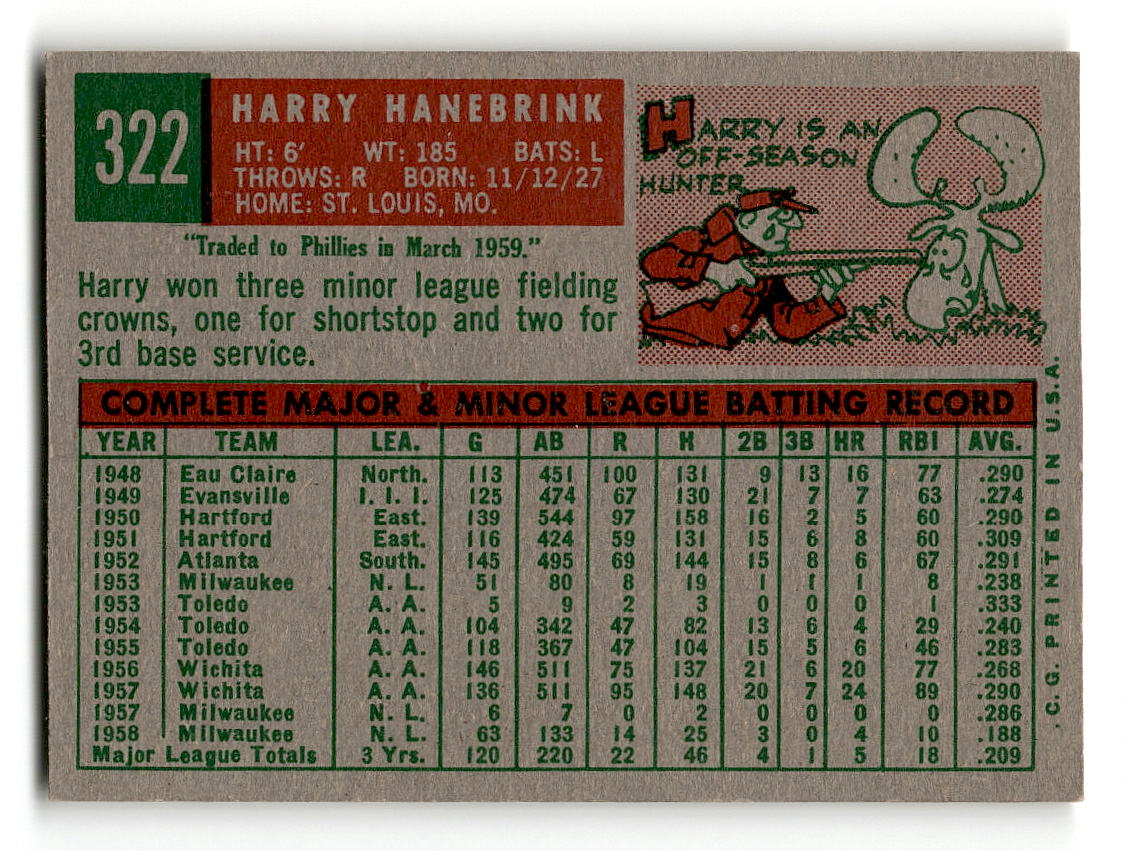 322
HARRY HANEBRINK
HT: 6' WT: 185 BATS: L
THROWS: R BORN: 11/12/27
HOME: ST. LOUIS, MO.
"Traded to Phillies in March 1959."
Harry won three minor league fielding
crowns, one for shortstop and two for
3rd base service.
HARRY IS AN
OFF-SEASON
HUNTER
COMPLETE MAJOR & MINOR LEAGUE BATTING RECORD
YEAR TEAM LEA. G AB R H 2B 3B HR RBI AVG.
1948 Eau Claire North. 113 451 100 131 9 13 16 77 .290
1949 Evansville I. I. I. 125 474 67 130 21 7 7 63 .274
1950 Hartford East. 139 544 97 158 16 2 5 60 .290
1951 Hartford East. 116 424 59 131 15 6 8 60 .309
1952 Atlanta South. 145 495 69 144 15 8 6 67 .291
1953 Milwaukee N. L. 51 80 8 19 1 1 1 8 .238
1953 Toledo A. A. 5 9 2 3 0 0 0 1 .333
1954 Toledo A. A. 104 342 47 82 13 6 4 29 .240
1955 Toledo A. A. 118 367 47 104 15 5 6 46 .283
1956 Wichita A. A. 146 511 75 137 21 6 20 77 .268
1957 Wichita A. A. 136 511 95 148 20 7 24 89 .290
1957 Milwaukee N. L. 6 7 0 2 0 0 0 0 .286
1958 Milwaukee N. L. 63 133 14 25 3 0 4 10 .188
Major League Totals 3 Yrs. 120 220 22 46 4 1 5 18 .209
. C. G. PRINTED IN U.S.A.